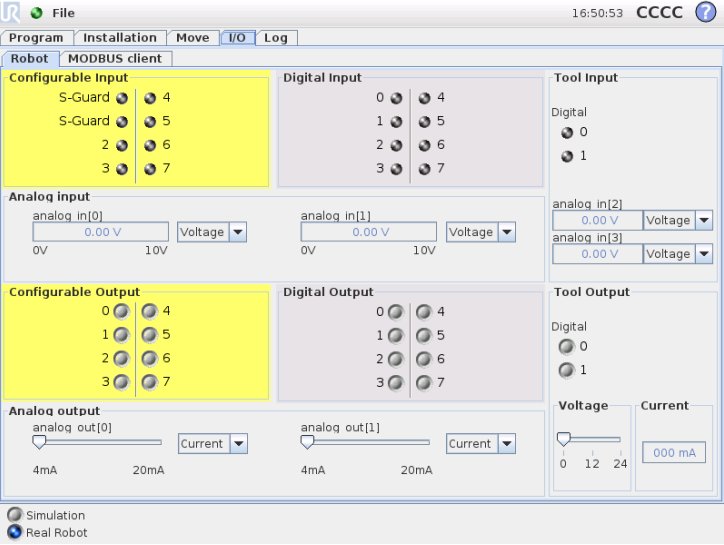 UR File 16:50:53 CCCC ?
Program Installation Move I/O Log
Robot MODBUS client
Configurable Input
S-Guard 4
S-Guard 5
2 6
3 7
Digital Input
0 4
1 5
2 6
3 7
Tool Input
Digital
0
1
Analog input
analog_in[0]
0.00 V Voltage
0V 10V
analog_in[1]
0.00 V Voltage
0V 10V
analog_in[2]
0.00 V Voltage
analog_in[3]
0.00 V Voltage
Configurable Output
0 4
1 5
2 6
3 7
Digital Output
0 4
1 5
2 6
3 7
Tool Output
Digital
0
1
Analog output
analog_out[0]
Current
4mA 20mA
analog_out[1]
Current
4mA 20mA
Voltage
0 12 24
Current
000 mA
Simulation
Real Robot